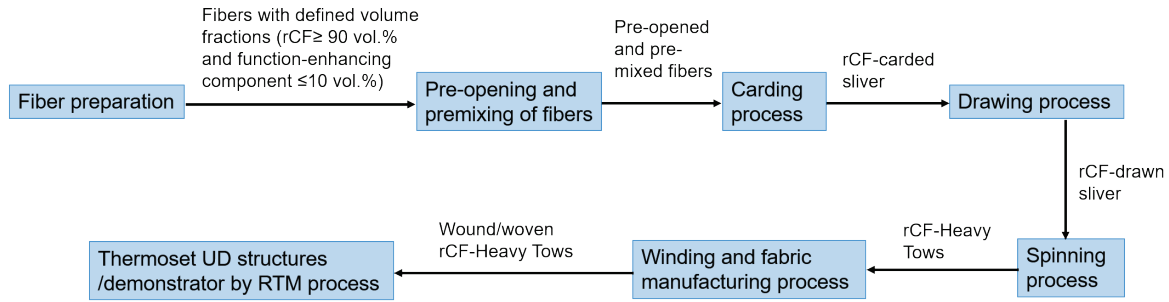 Fiber preparation
Fibers with defined volume
fractions (rCF≥ 90 vol.%
and function-enhancing
component ≤10 vol.%)
Pre-opening and
premixing of fibers
Pre-opened
and pre-
mixed fibers
Carding
process
rCF-carded
sliver
Drawing process
rCF-drawn
sliver
Spinning
process
rCF-Heavy
Tows
Winding and fabric
manufacturing process
Wound/woven
rCF-Heavy Tows
Thermoset UD structures
/demonstrator by RTM process